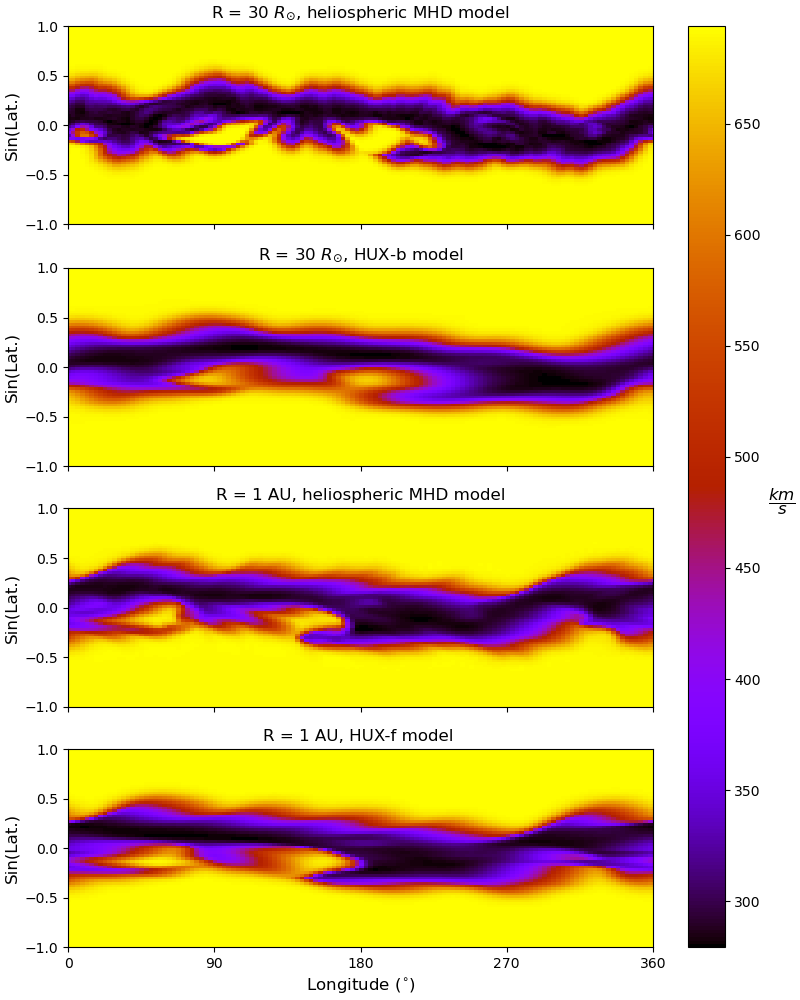 R = 30 R☉, heliospheric MHD model
1.0
0.5
0.0
−0.5
−1.0
Sin(Lat.)
R = 30 R☉, HUX-b model
1.0
0.5
0.0
−0.5
−1.0
Sin(Lat.)
R = 1 AU, heliospheric MHD model
1.0
0.5
0.0
−0.5
−1.0
Sin(Lat.)
R = 1 AU, HUX-f model
1.0
0.5
0.0
−0.5
−1.0
Sin(Lat.)
0 90 180 270 360
Longitude (°)
650
600
550
500
450
400
350
300
km
s